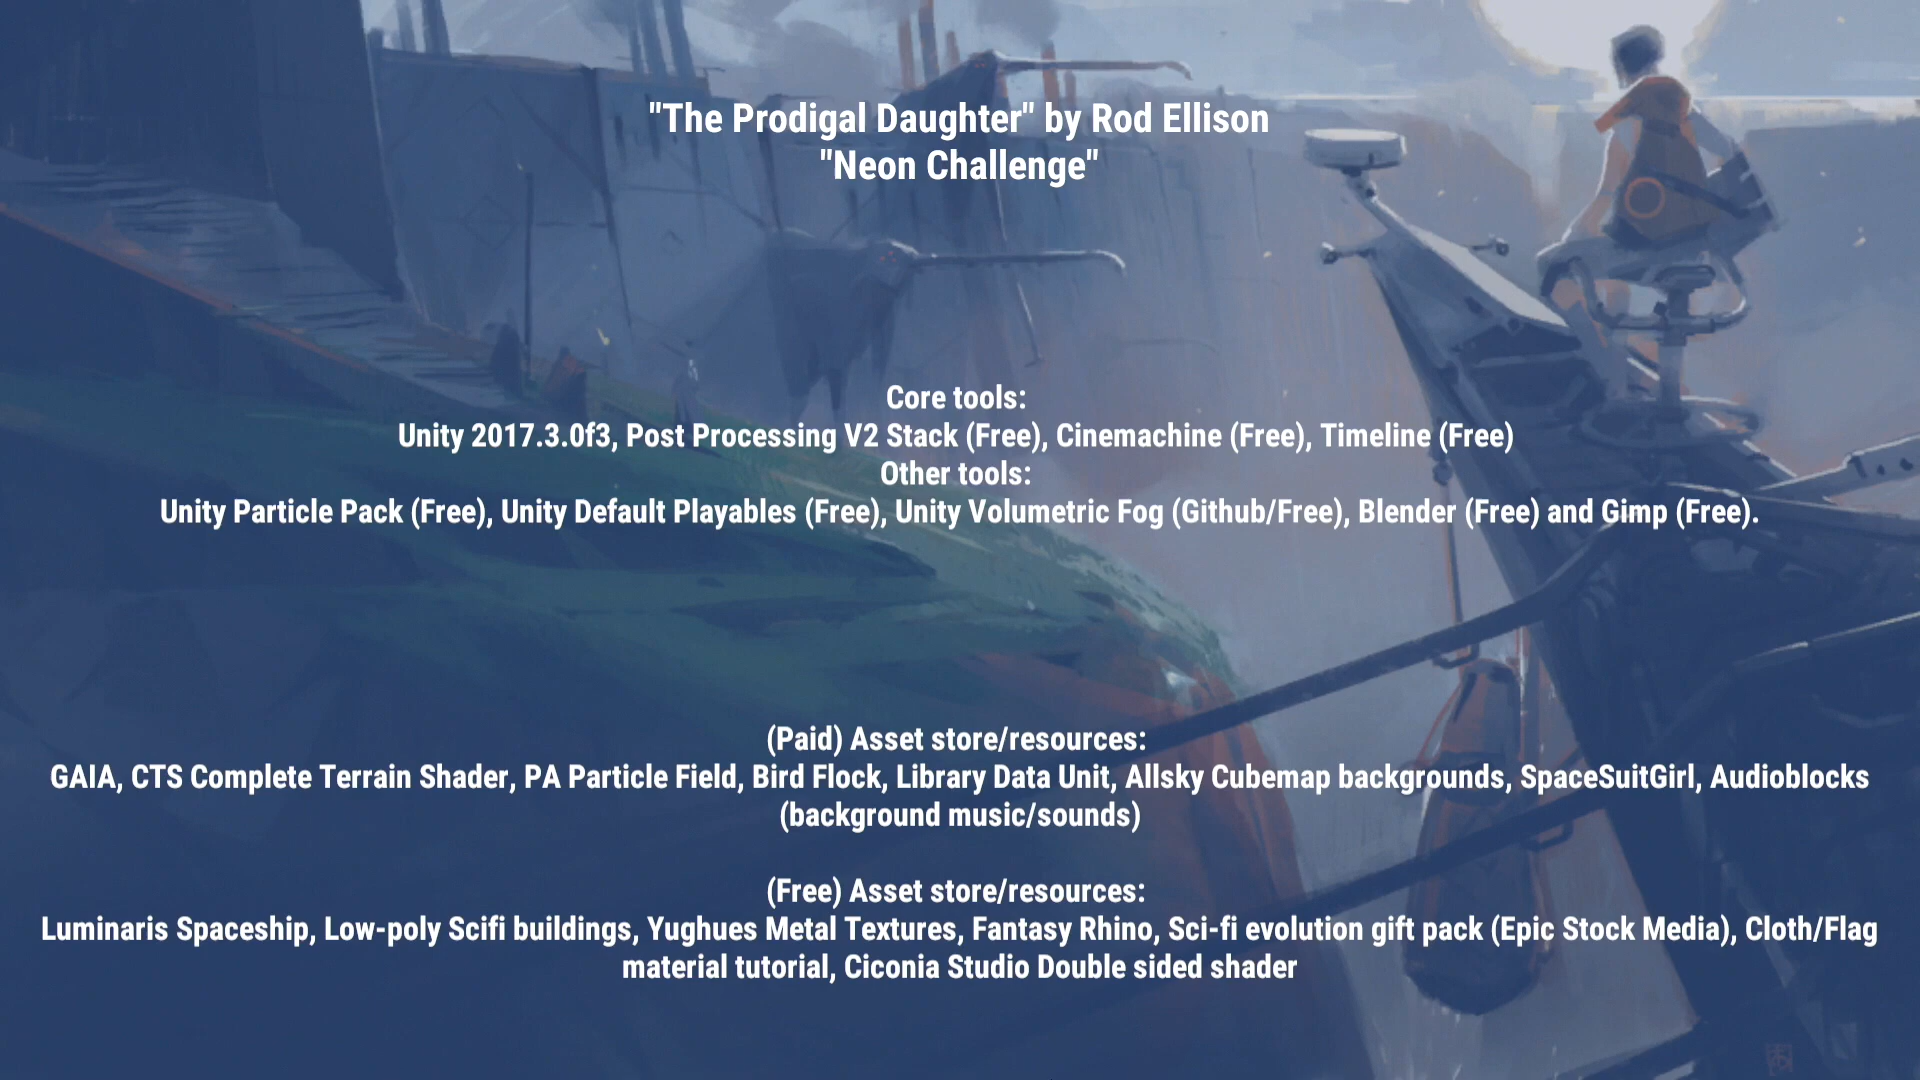 "The Prodigal Daughter" by Rod Ellison
"Neon Challenge"
Core tools:
Unity 2017.3.0f3, Post Processing V2 Stack (Free), Cinemachine (Free), Timeline (Free)
Other tools:
Unity Particle Pack (Free), Unity Default Playables (Free), Unity Volumetric Fog (Github/Free), Blender (Free) and Gimp (Free).
(Paid) Asset store/resources:
GAIA, CTS Complete Terrain Shader, PA Particle Field, Bird Flock, Library Data Unit, Allsky Cubemap backgrounds, SpaceSuitGirl, Audioblocks
(background music/sounds)
(Free) Asset store/resources:
Luminaris Spaceship, Low-poly Scifi buildings, Yughues Metal Textures, Fantasy Rhino, Sci-fi evolution gift pack (Epic Stock Media), Cloth/Flag
material tutorial, Ciconia Studio Double sided shader